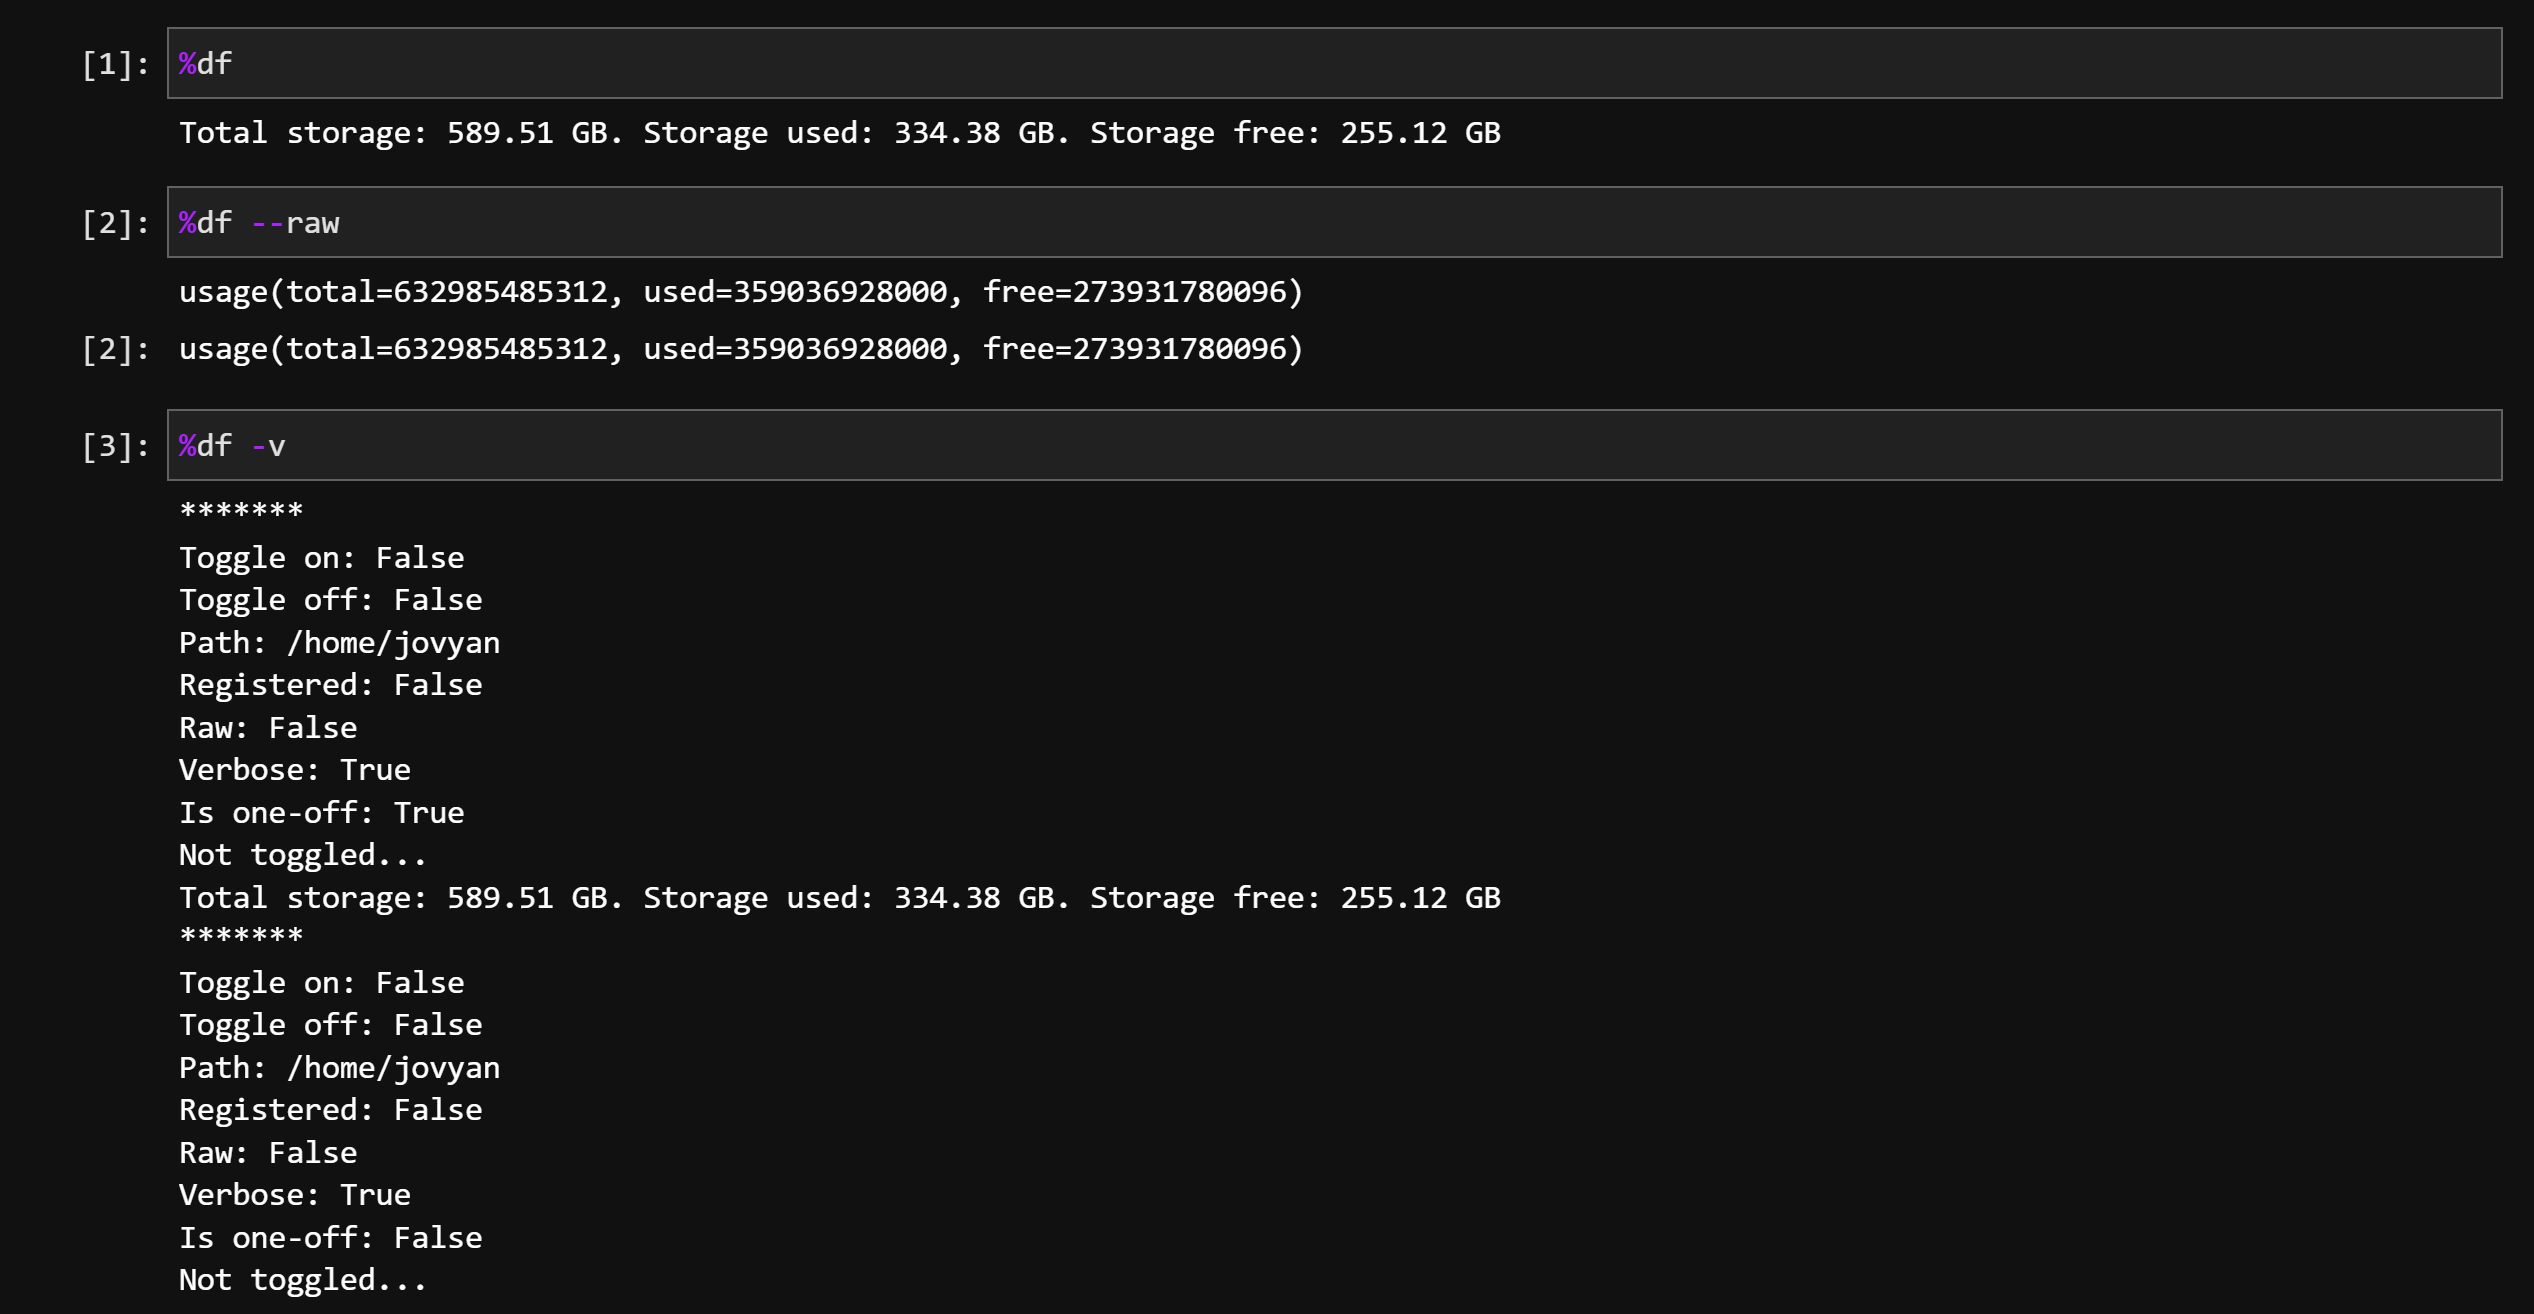 [1]: %df
Total storage: 589.51 GB. Storage used: 334.38 GB. Storage free: 255.12 GB
[2]: %df --raw
usage(total=632985485312, used=359036928000, free=273931780096)
[2]: usage(total=632985485312, used=359036928000, free=273931780096)
[3]: %df -v
*******
Toggle on: False
Toggle off: False
Path: /home/jovyan
Registered: False
Raw: False
Verbose: True
Is one-off: True
Not toggled...
Total storage: 589.51 GB. Storage used: 334.38 GB. Storage free: 255.12 GB
*******
Toggle on: False
Toggle off: False
Path: /home/jovyan
Registered: False
Raw: False
Verbose: True
Is one-off: False
Not toggled...